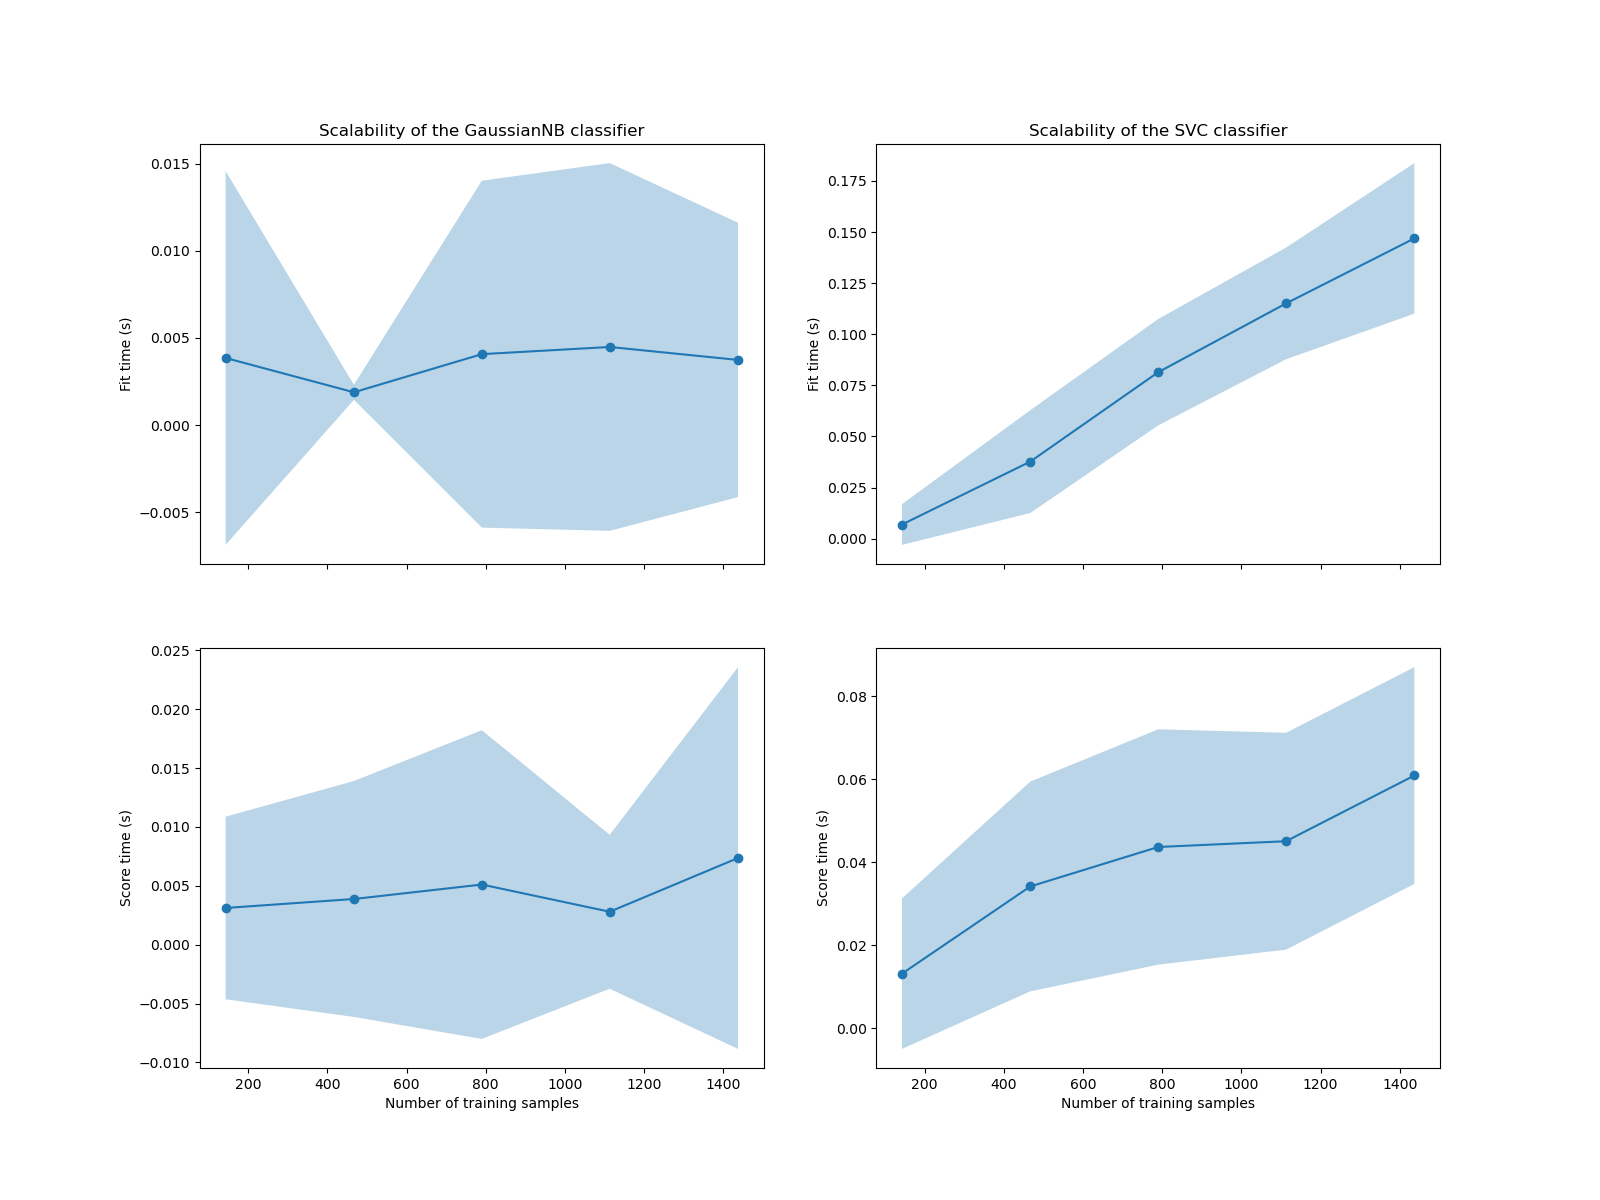 Scalability of the GaussianNB classifier
0.015
0.010
0.005
0.000
−0.005
Fit time (s)
Scalability of the SVC classifier
0.175
0.150
0.125
0.100
0.075
0.050
0.025
0.000
Fit time (s)
0.025
0.020
0.015
0.010
0.005
0.000
−0.005
−0.010
Score time (s)
200 400 600 800 1000 1200 1400
Number of training samples
0.08
0.06
0.04
0.02
0.00
Score time (s)
200 400 600 800 1000 1200 1400
Number of training samples